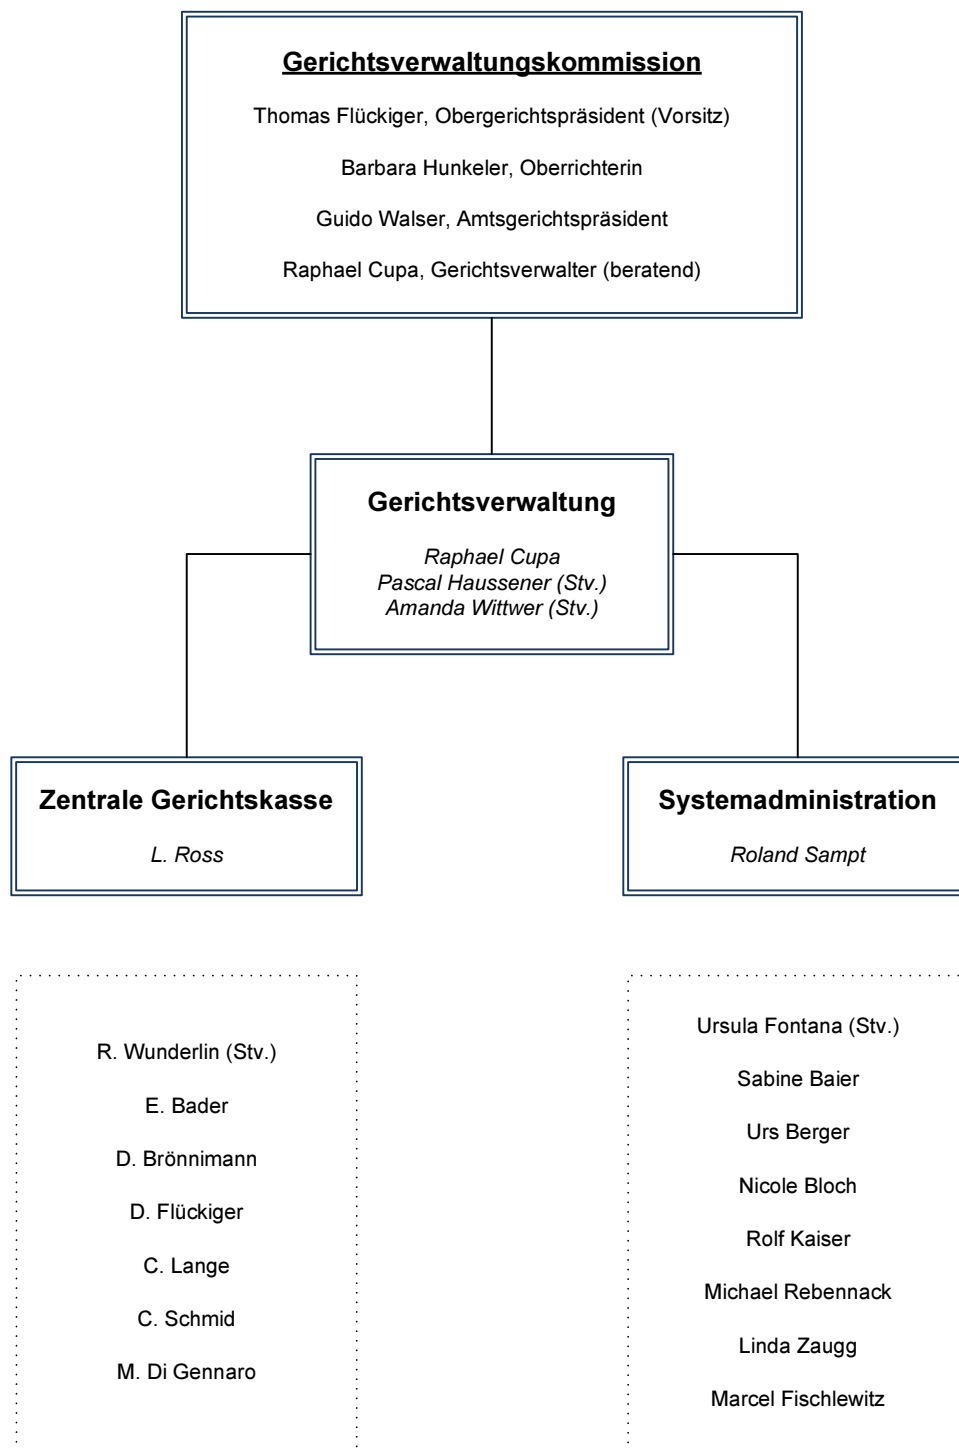 Gerichtsverwaltungskommission
Thomas Flückiger, Obergerichtspräsident (Vorsitz)
Barbara Hunkeler, Oberrichterin
Guido Walser, Amtsgerichtspräsident
Raphael Cupa, Gerichtsverwalter (beratend)
Gerichtsverwaltung
Raphael Cupa
Pascal Haussener (Stv.)
Amanda Wittwer (Stv.)
Zentrale Gerichtskasse
L. Ross
Systemadministration
Roland Sampt
R. Wunderlin (Stv.)
E. Bader
D. Brönnimann
D. Flückiger
C. Lange
C. Schmid
M. Di Gennaro
Ursula Fontana (Stv.)
Sabine Baier
Urs Berger
Nicole Bloch
Rolf Kaiser
Michael Rebennack
Linda Zaugg
Marcel Fischlewitz